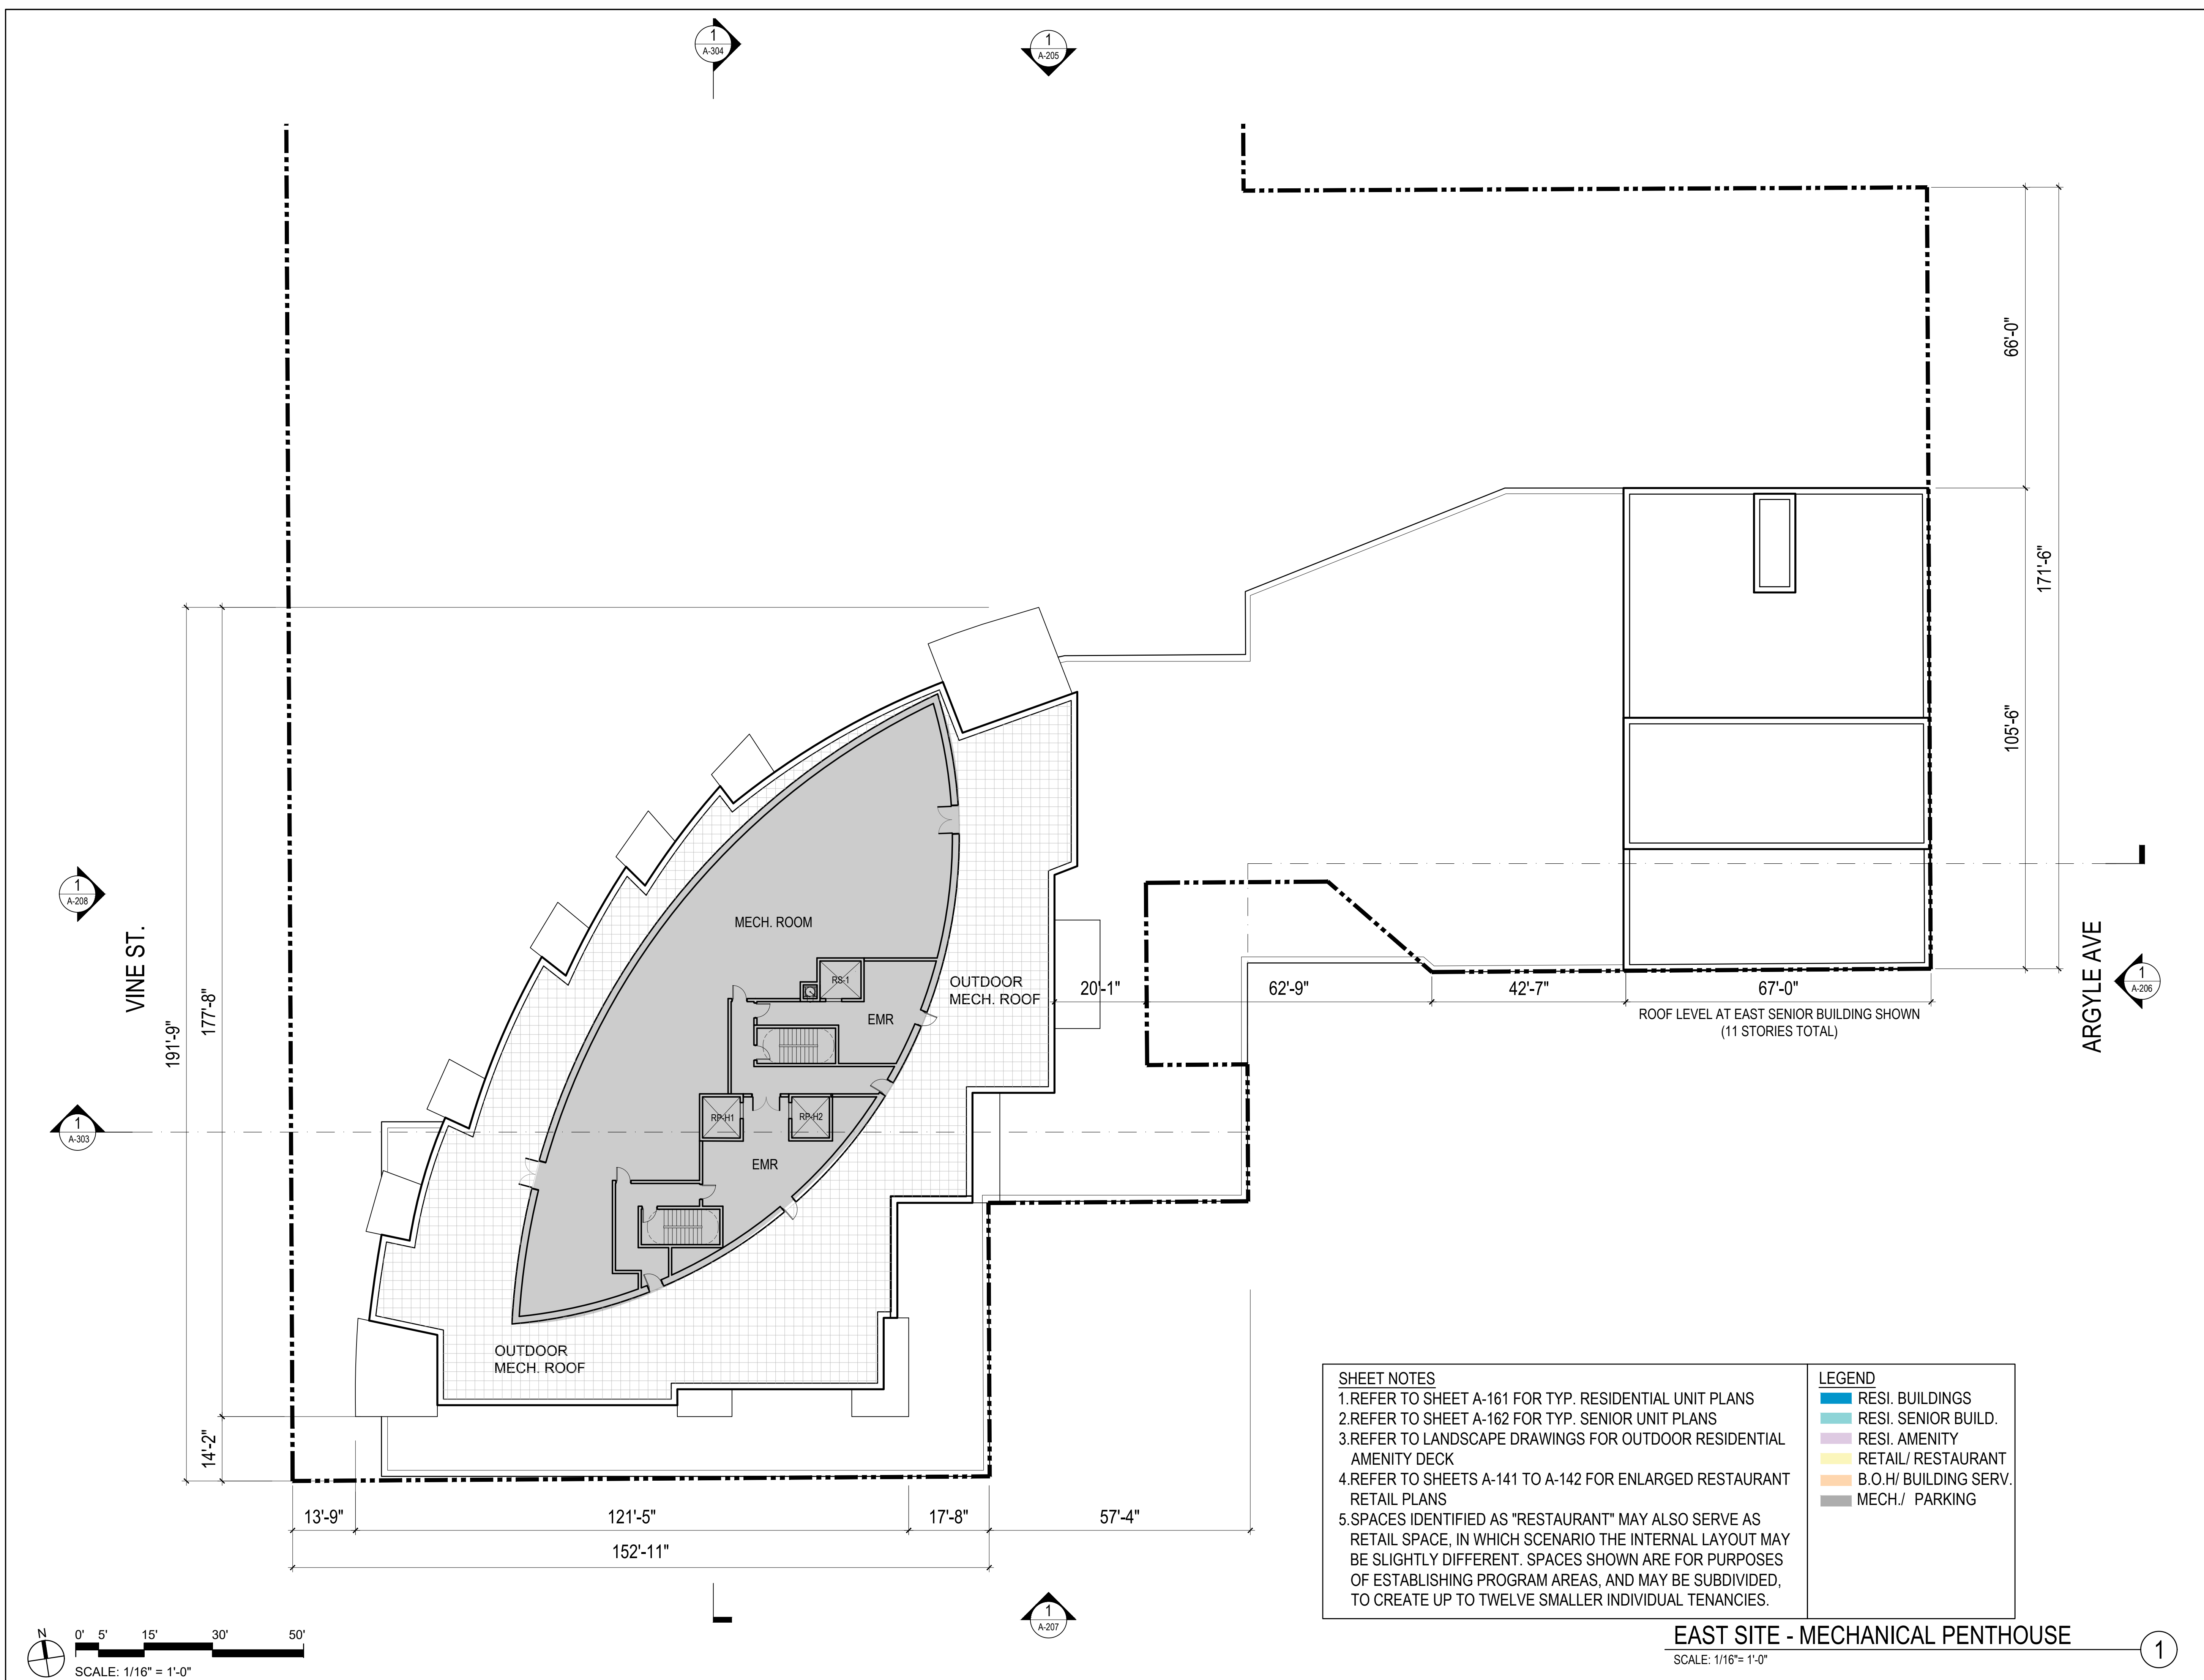 1
A-304
1
A-205
66'-0"
171'-6"
105'-6"
VINE ST.
191'-9"
177'-8"
14'-2"
1
A-208
1
A-303
MECH. ROOM
RS-1
EMR
OUTDOOR
MECH. ROOF
RP-H1
RP-H2
EMR
OUTDOOR
MECH. ROOF
20'-1"
62'-9"
42'-7"
67'-0"
ROOF LEVEL AT EAST SENIOR BUILDING SHOWN
(11 STORIES TOTAL)
ARGYLE AVE
1
A-206
13'-9"
121'-5"
17'-8"
57'-4"
152'-11"
1
A-207
SHEET NOTES
1.REFER TO SHEET A-161 FOR TYP. RESIDENTIAL UNIT PLANS
2.REFER TO SHEET A-162 FOR TYP. SENIOR UNIT PLANS
3.REFER TO LANDSCAPE DRAWINGS FOR OUTDOOR RESIDENTIAL
AMENITY DECK
4.REFER TO SHEETS A-141 TO A-142 FOR ENLARGED RESTAURANT
RETAIL PLANS
5.SPACES IDENTIFIED AS "RESTAURANT" MAY ALSO SERVE AS
RETAIL SPACE, IN WHICH SCENARIO THE INTERNAL LAYOUT MAY
BE SLIGHTLY DIFFERENT. SPACES SHOWN ARE FOR PURPOSES
OF ESTABLISHING PROGRAM AREAS, AND MAY BE SUBDIVIDED,
TO CREATE UP TO TWELVE SMALLER INDIVIDUAL TENANCIES.
LEGEND
RESI. BUILDINGS
RESI. SENIOR BUILD.
RESI. AMENITY
RETAIL/ RESTAURANT
B.O.H/ BUILDING SERV.
MECH./ PARKING
N
0' 5' 15' 30' 50'
SCALE: 1/16" = 1'-0"
EAST SITE - MECHANICAL PENTHOUSE
SCALE: 1/16"= 1'-0"
1